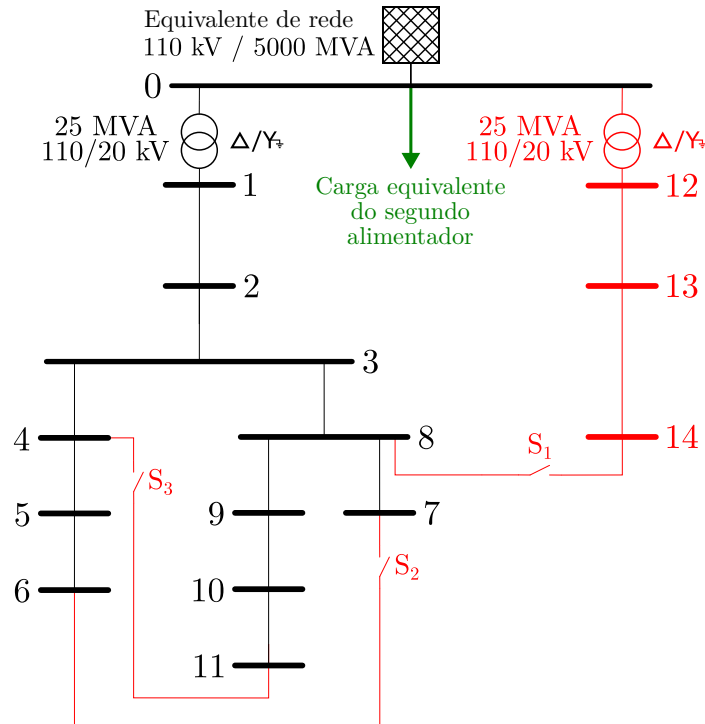 Equivalente de rede
110 kV / 5000 MVA
0
25 MVA
110/20 kV
Δ/Y
25 MVA
110/20 kV
Δ/Y
Carga equivalente
do segundo
alimentador
1
12
2
13
3
4
8
14
S1
S3
5
9
7
6
10
S2
11